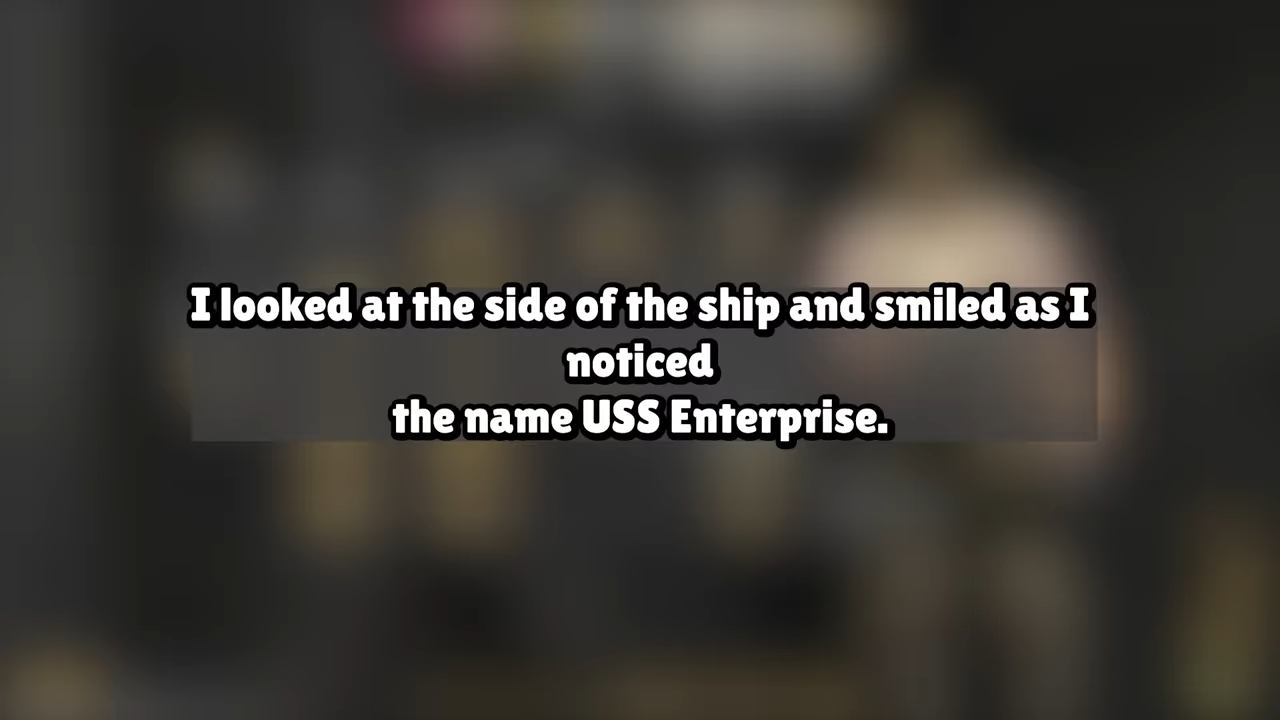 I looked at the side of the ship and smiled as I
noticed
the name USS Enterprise.